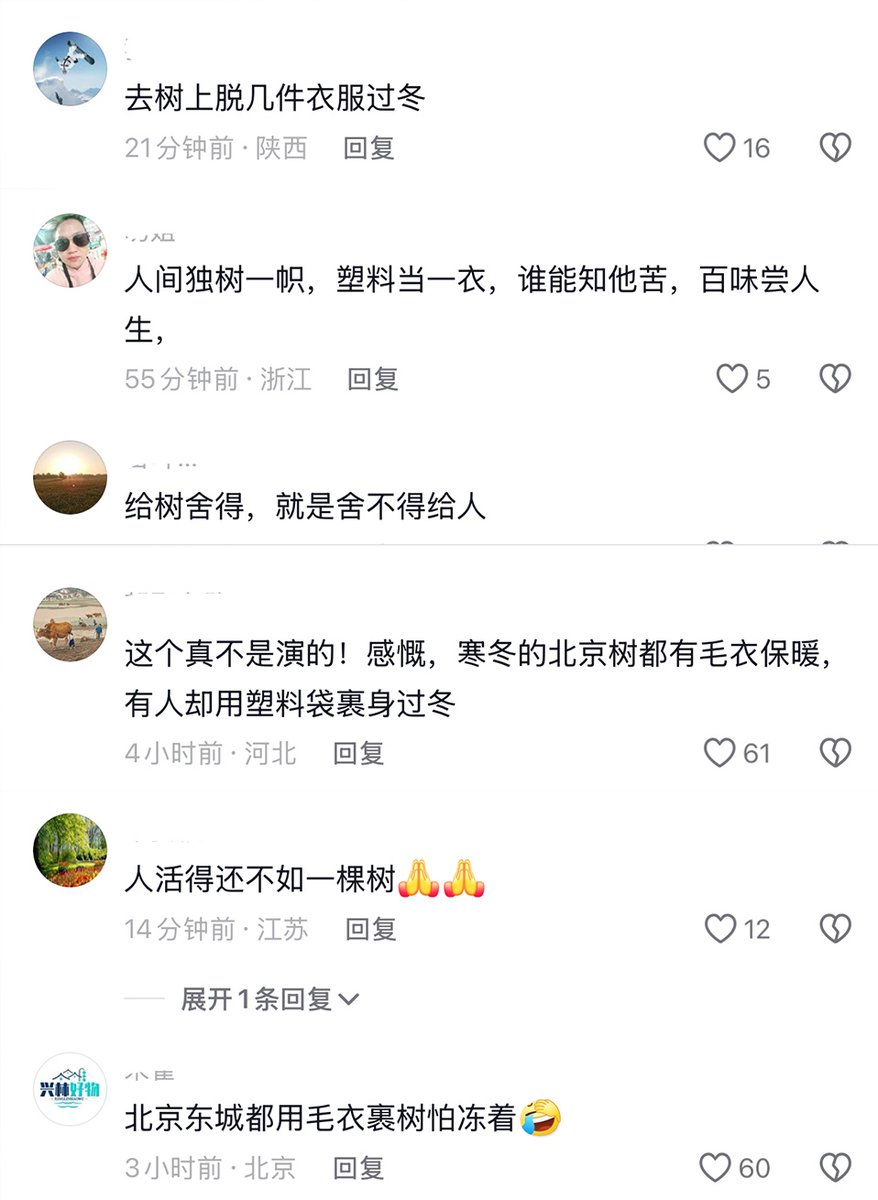 去树上脱几件衣服过冬
21分钟前·陕西 回复 16
人间独树一帜，塑料当一衣，谁能知他苦，百味尝人
生，
55分钟前·浙江 回复 5
给树舍得，就是舍不得给人
这个真不是演的！感慨，寒冬的北京树都有毛衣保暖，
有人却用塑料袋裹身过冬
4小时前·河北 回复 61
人活得还不如一棵树🙏🙏
14分钟前·江苏 回复 12
展开1条回复
兴林好物
北京东城都用毛衣裹树怕冻着🤣
3小时前·北京 回复 60